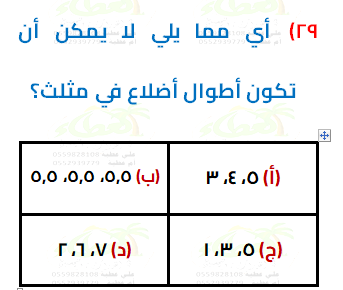 ٢٩) أي مما يلي لا يمكن أن
تكون أطوال أضلاع في مثلث؟
(أ) ٥، ٤، ٣
(ب) ٥,٥، ٥,٥، ٥,٥
(ج) ٥، ٣، ١
(د) ٧، ٦، ٢